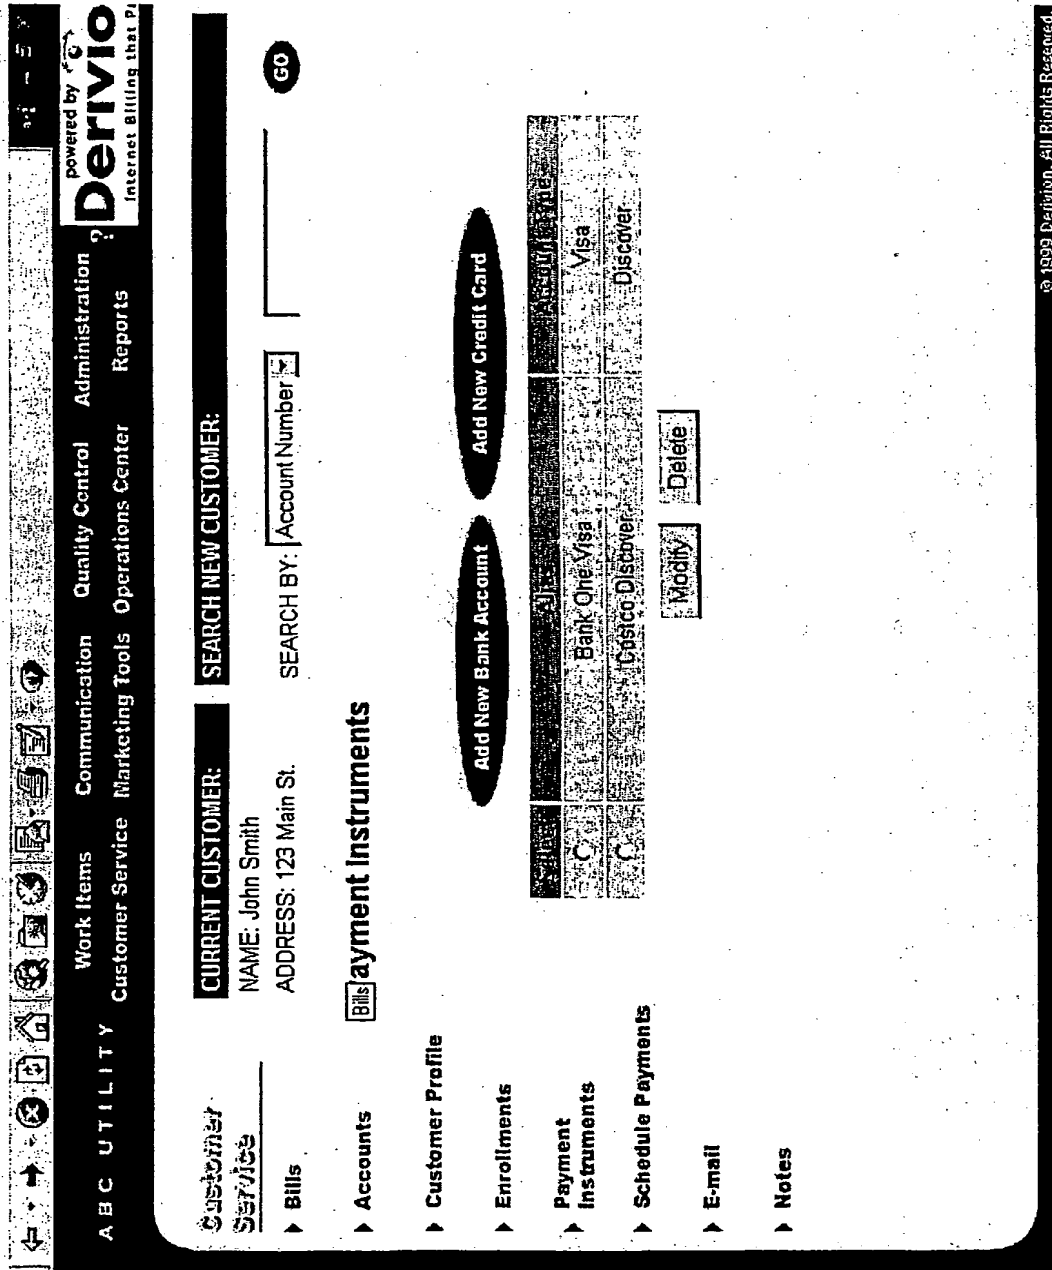 powered by
Derivio
Internet Billing that P
ABC UTILITY
Work Items Communication Quality Control Administration ?
Customer Service Marketing Tools Operations Center Reports
Customer Service
CURRENT CUSTOMER: SEARCH NEW CUSTOMER:
NAME: John Smith
ADDRESS: 123 Main St. SEARCH BY: Account Number GO
Bills
Accounts
Customer Profile
Enrollments
Payment
Instruments
Schedule Payments
E-mail
Notes
Bills ayment Instruments
Add New Bank Account Add New Credit Card
Alias
Bank One Visa Visa
Costco Discover Discover
Modify Delete
© 1999 Derivion. All Rights Reserved.